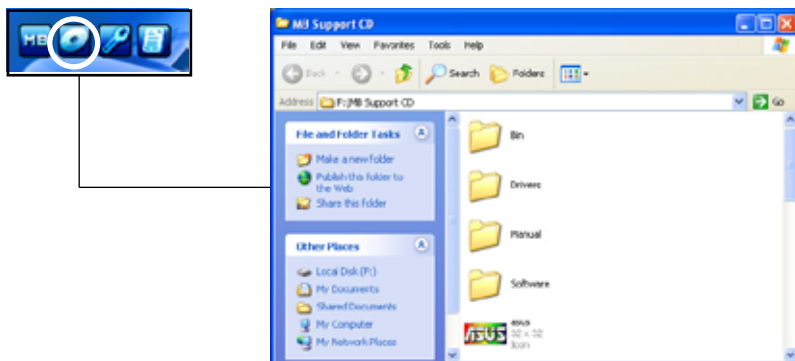 MB
MB Support CD
File Edit View Favorites Tools Help
Back Search Folders
Address F:\MB Support CD Go
File and Folder Tasks
Make a new folder
Publish this folder to
the Web
Share this folder
Other Places
Local Disk (F:)
My Documents
Shared Documents
My Computer
My Network Places
Bin
Drivers
Manual
Software
ASUS
asus
32 x 32
Icon